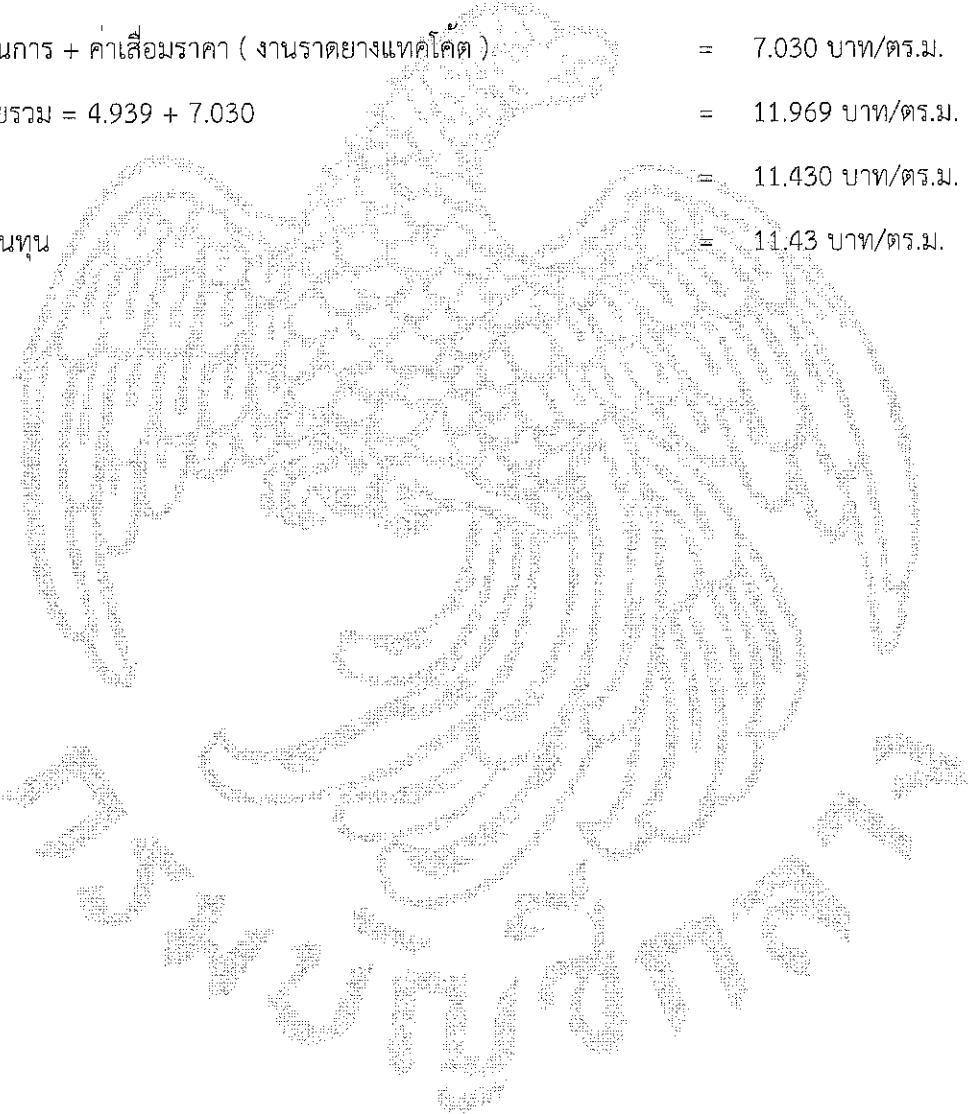 นการ + ค่าเสื่อมราคา ( งานราดยางแทคโค้ต ) = 7.030 บาท/ตร.ม.
ยรวม = 4.939 + 7.030 = 11.969 บาท/ตร.ม.
= 11.430 บาท/ตร.ม.
นทุน = 11.43 บาท/ตร.ม.